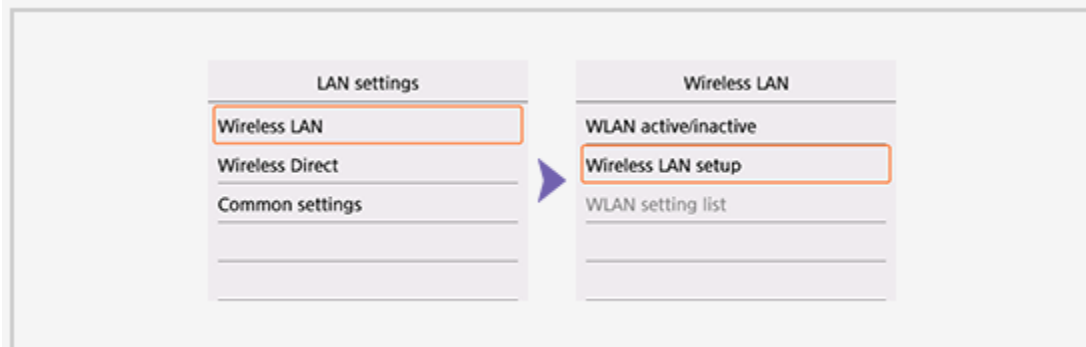 LAN settings
Wireless LAN
Wireless Direct
Common settings
Wireless LAN
WLAN active/inactive
Wireless LAN setup
WLAN setting list